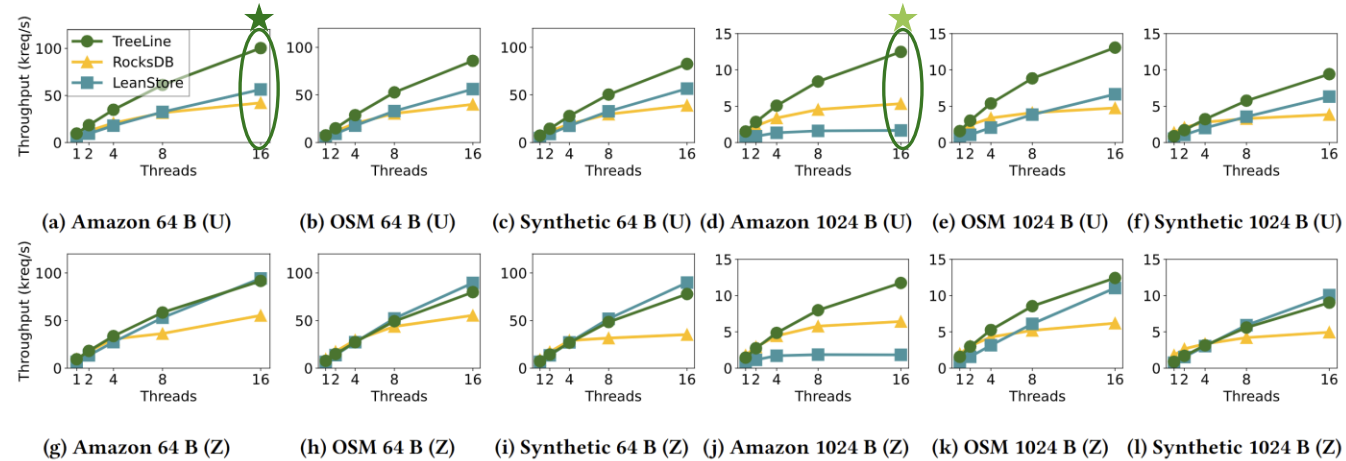 Throughput (kreq/s)
100
50
0
TreeLine
RocksDB
LeanStore
1 2 4 8 16
Threads
100
50
0
1 2 4 8 16
Threads
100
50
0
1 2 4 8 16
Threads
15
10
5
0
1 2 4 8 16
Threads
15
10
5
0
1 2 4 8 16
Threads
15
10
5
0
1 2 4 8 16
Threads
(a) Amazon 64 B (U)
(b) OSM 64 B (U)
(c) Synthetic 64 B (U)
(d) Amazon 1024 B (U)
(e) OSM 1024 B (U)
(f) Synthetic 1024 B (U)
Throughput (kreq/s)
100
50
0
1 2 4 8 16
Threads
100
50
0
1 2 4 8 16
Threads
100
50
0
1 2 4 8 16
Threads
15
10
5
0
1 2 4 8 16
Threads
15
10
5
0
1 2 4 8 16
Threads
15
10
5
0
1 2 4 8 16
Threads
(g) Amazon 64 B (Z)
(h) OSM 64 B (Z)
(i) Synthetic 64 B (Z)
(j) Amazon 1024 B (Z)
(k) OSM 1024 B (Z)
(l) Synthetic 1024 B (Z)